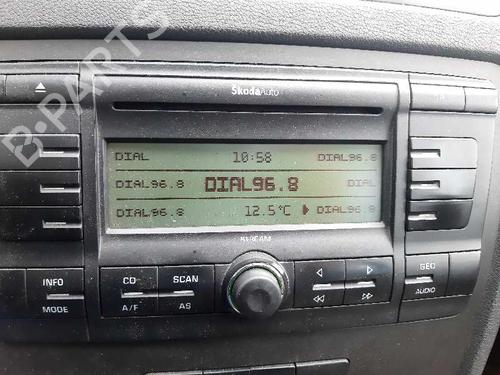 B-PARTS
ŠkodaAuto
DIAL 10:58 DIAL96.8
DIAL96.8 DIAL96.8 DIAL
DIAL96.8 12.5°C DIAL96.8
INFO CD SCAN GEO
MODE A/F AS AUDIO